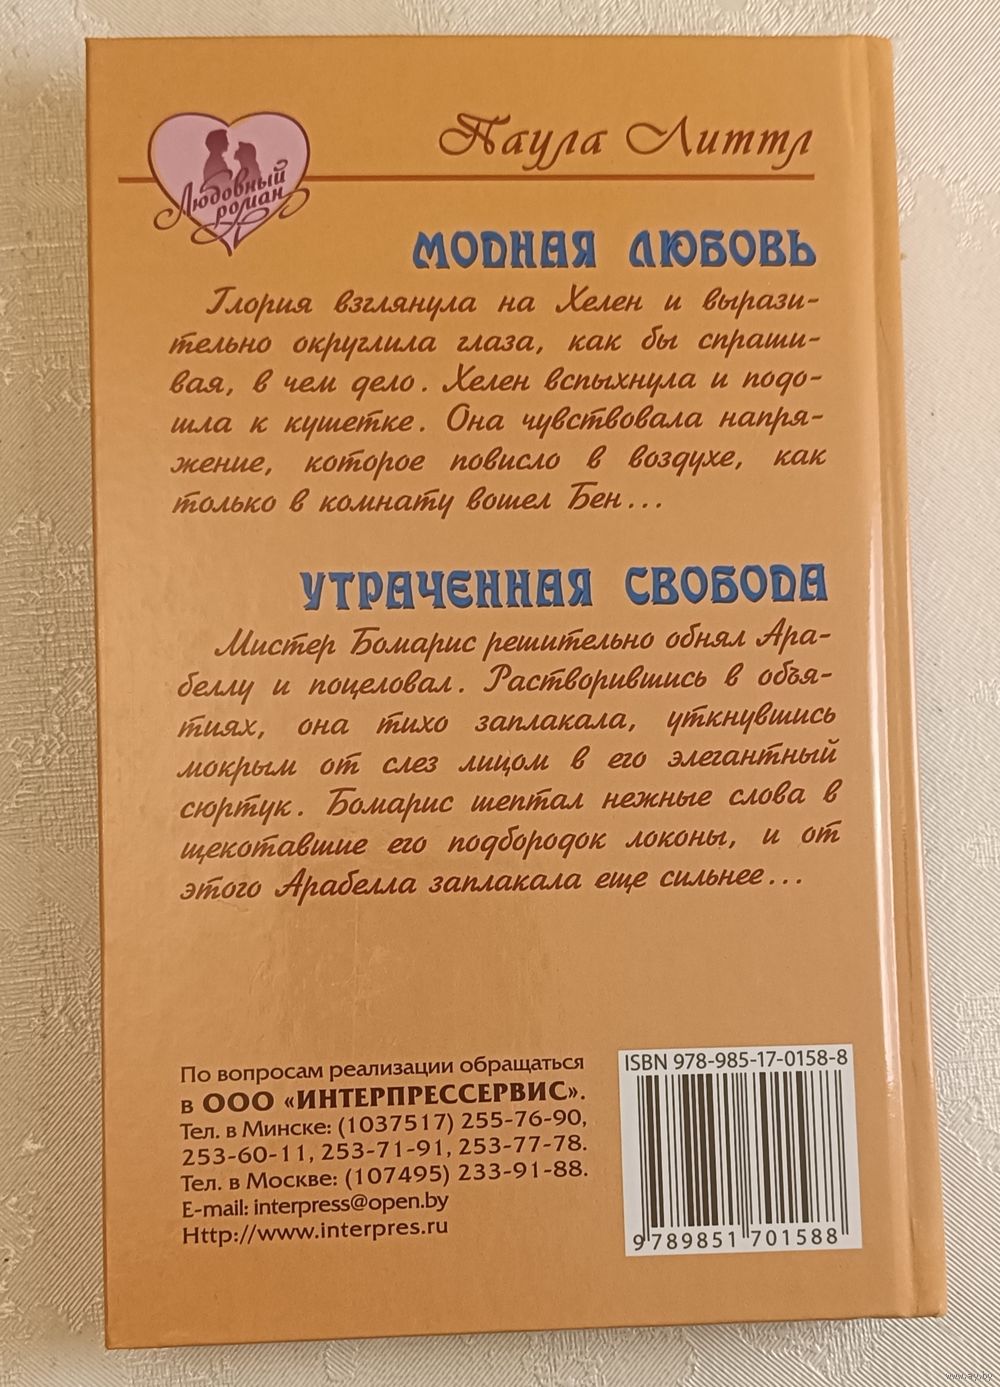 Паула Литтл
Любовный
роман
МОДНАЯ ЛЮБОВЬ
Глория взглянула на Хелен и вырази-
тельно округлила глаза, как бы спраши-
вая, в чем дело. Хелен вспыхнула и подо-
шла к кушетке. Она чувствовала напря-
жение, которое повисло в воздухе, как
только в комнату вошел Бен...
УТРАЧЕННАЯ СВОБОДА
Мистер Бомарис решительно обнял Ара-
беллу и поцеловал. Растворившись в объя-
тиях, она тихо заплакала, уткнувшись
мокрым от слез лицом в его элегантный
сюртук. Бомарис шептал нежные слова в
щекотавшие его подбородок локоны, и от
этого Арабелла заплакала еще сильнее...
По вопросам реализации обращаться
в ООО «ИНТЕРПРЕССЕРВИС».
Тел. в Минске: (1037517) 255-76-90,
253-60-11, 253-71-91, 253-77-78.
Тел. в Москве: (107495) 233-91-88.
E-mail: interpress@open.by
Http://www.interpres.ru
ISBN 978-985-17-0158-8
9 789851 701588
www.ay.by